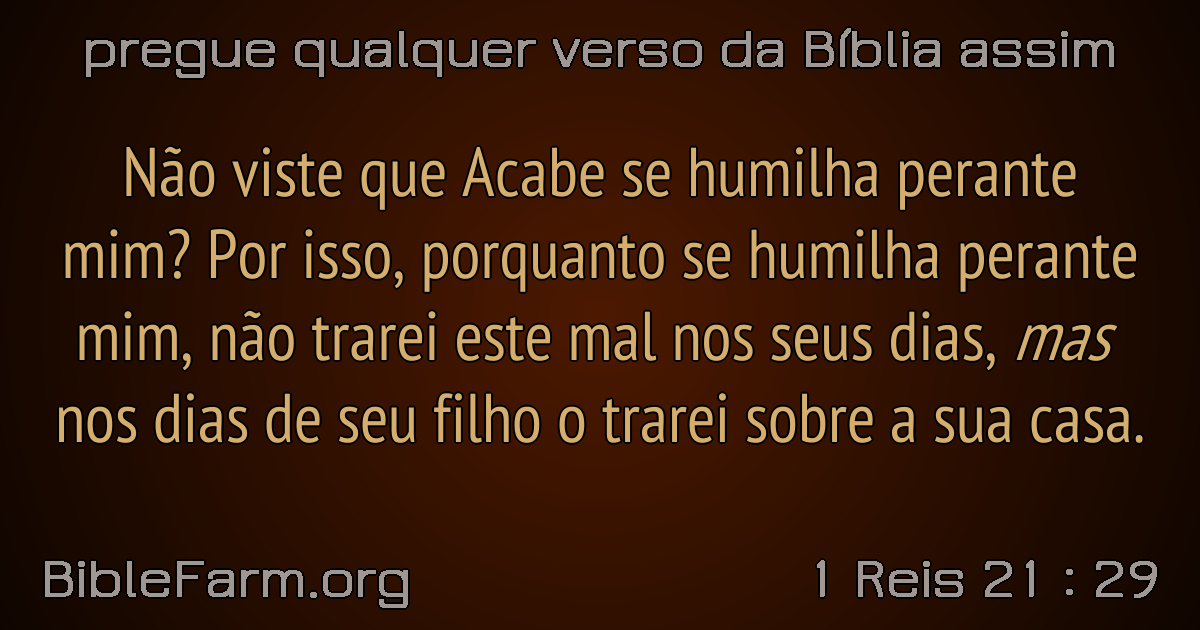 pregue qualquer verso da Bíblia assim
Não viste que Acabe se humilha perante
mim? Por isso, porquanto se humilha perante
mim, não trarei este mal nos seus dias, mas
nos dias de seu filho o trarei sobre a sua casa.
BibleFarm.org
1 Reis 21 : 29